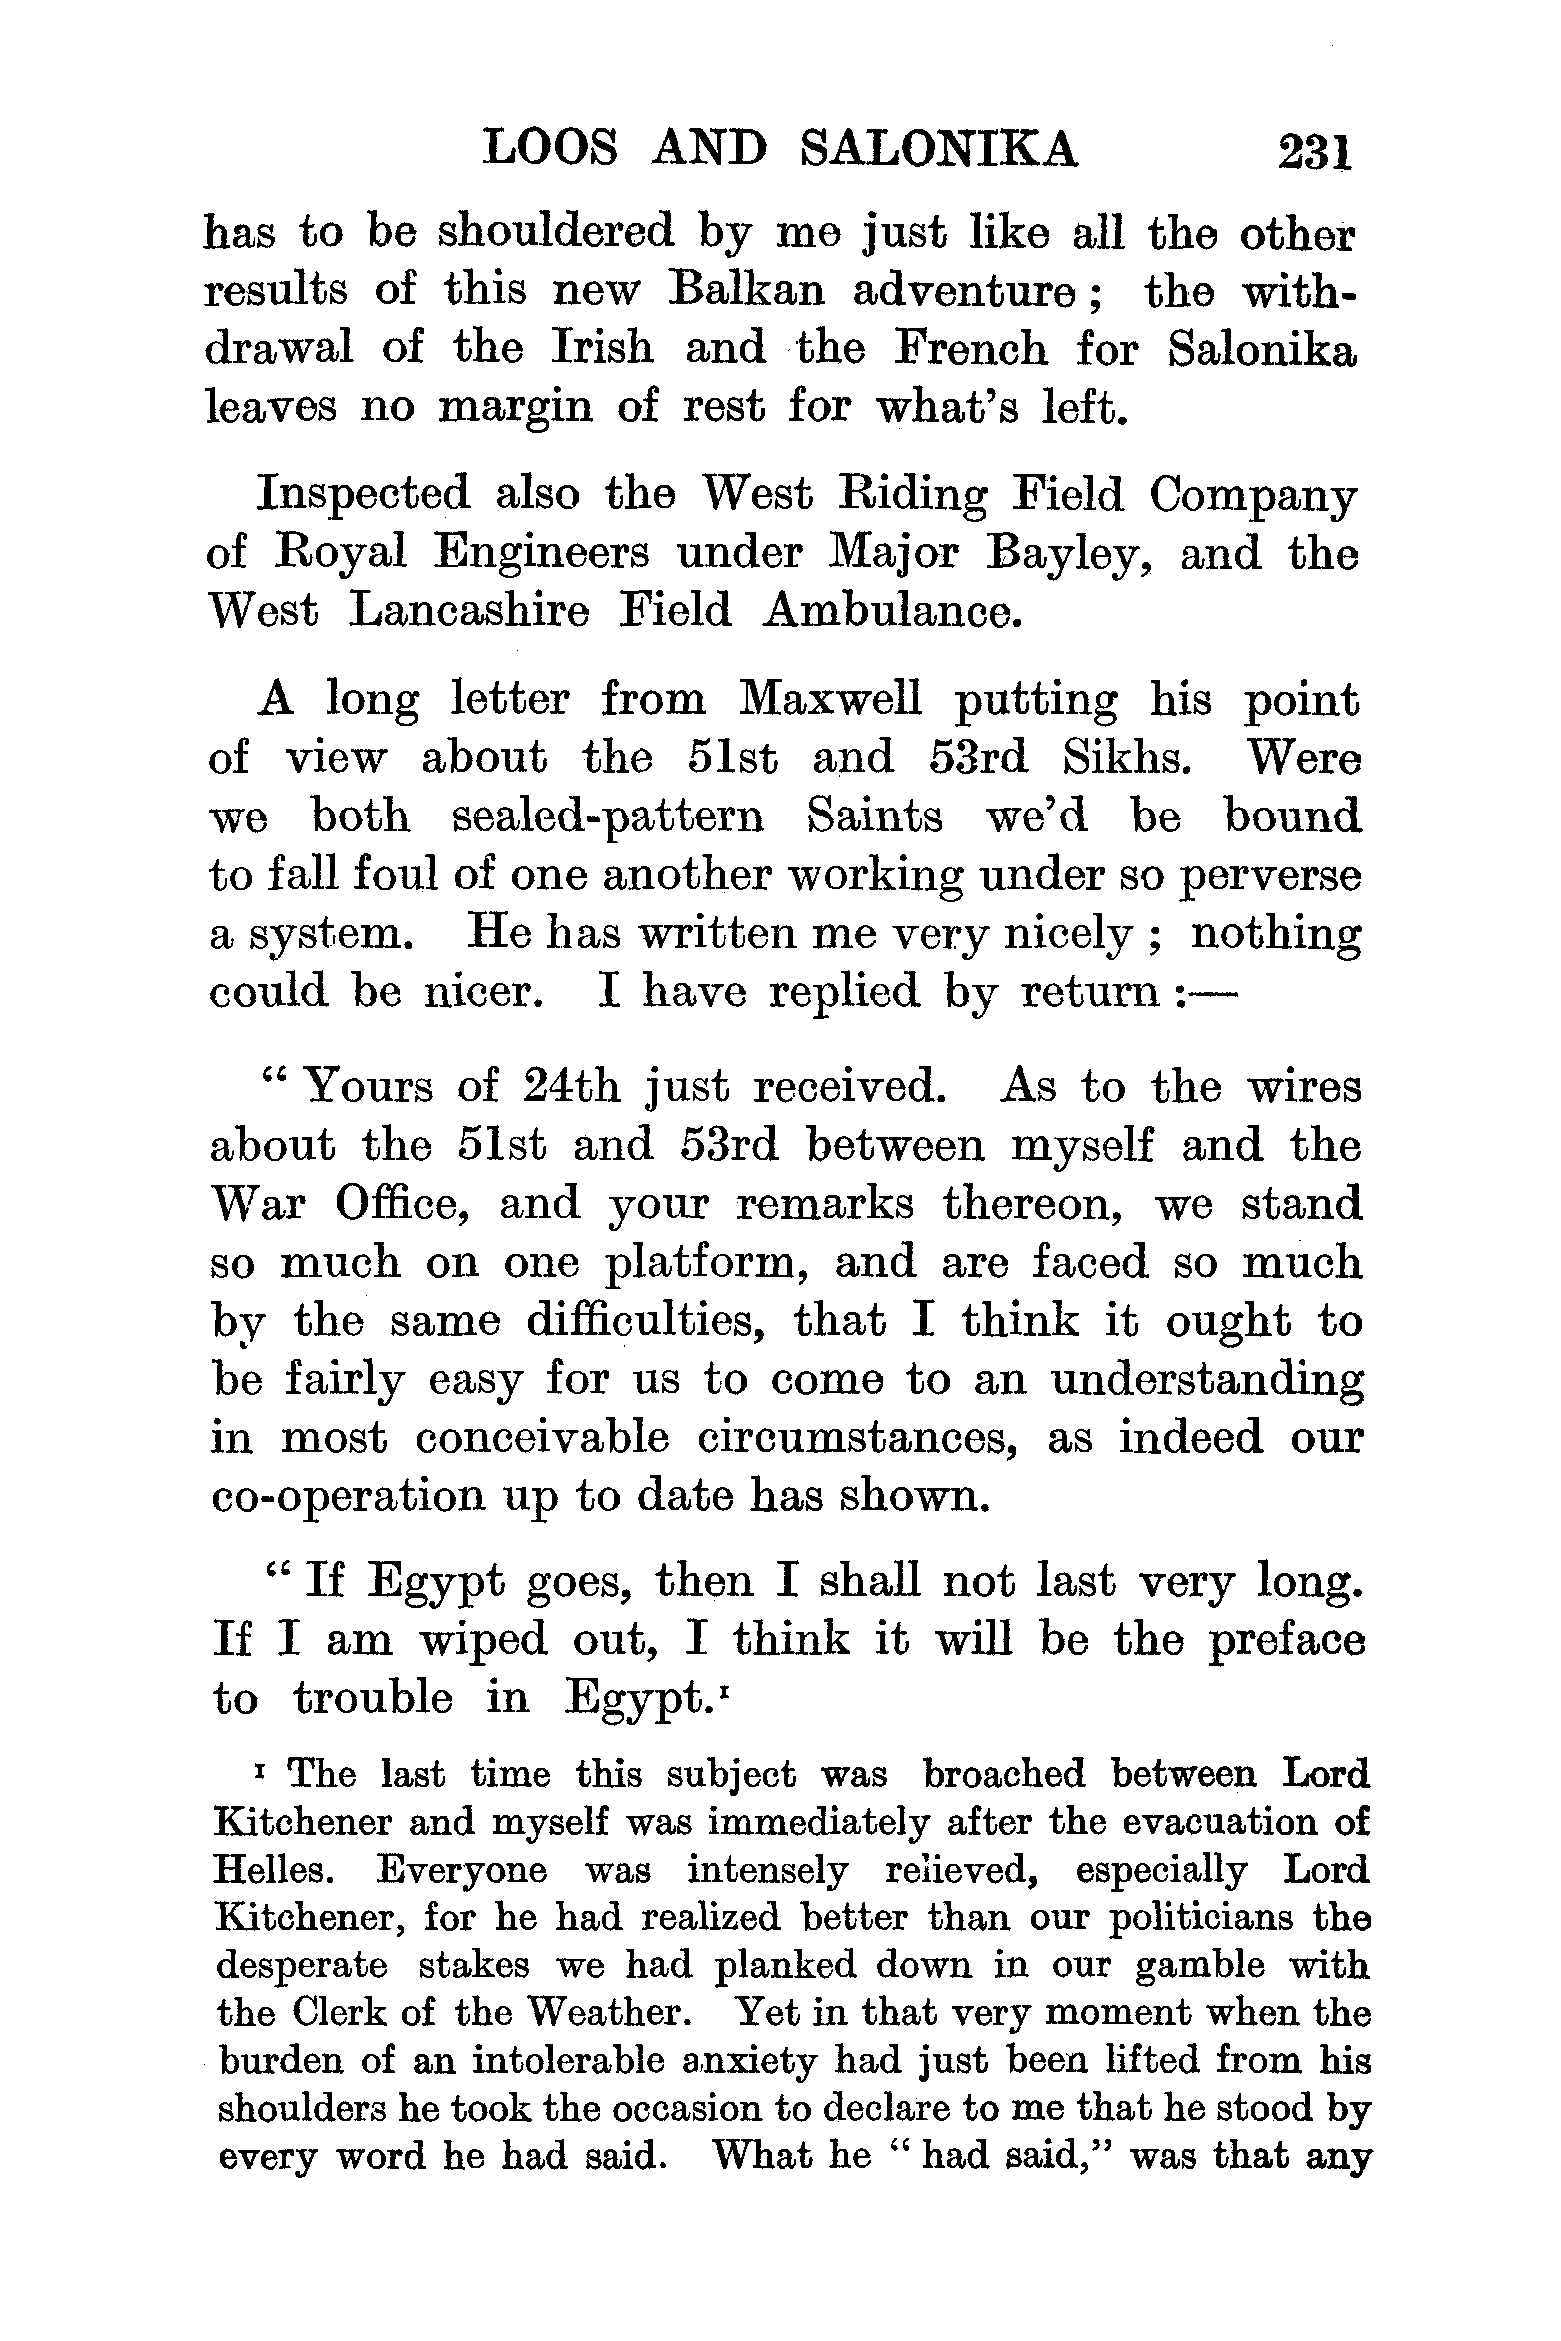 LOOS AND SALONIKA 231
has to be shouldered by me just like all the other
results of this new Balkan adventure ; the with-
drawal of the Irish and the French for Salonika
leaves no margin of rest for what's left.
Inspected also the West Riding Field Company
of Royal Engineers under Major Bayley, and the
West Lancashire Field Ambulance.
A long letter from Maxwell putting his point
of view about the 51st and 53rd Sikhs. Were
we both sealed-pattern Saints we'd be bound
to fall foul of one another working under so perverse
a system. He has written me very nicely ; nothing
could be nicer. I have replied by return :—
“ Yours of 24th just received. As to the wires
about the 51st and 53rd between myself and the
War Office, and your remarks thereon, we stand
so much on one platform, and are faced so much
by the same difficulties, that I think it ought to
be fairly easy for us to come to an understanding
in most conceivable circumstances, as indeed our
co-operation up to date has shown.
“ If Egypt goes, then I shall not last very long.
If I am wiped out, I think it will be the preface
to trouble in Egypt.¹
¹ The last time this subject was broached between Lord
Kitchener and myself was immediately after the evacuation of
Helles. Everyone was intensely relieved, especially Lord
Kitchener, for he had realized better than our politicians the
desperate stakes we had planked down in our gamble with
the Clerk of the Weather. Yet in that very moment when the
burden of an intolerable anxiety had just been lifted from his
shoulders he took the occasion to declare to me that he stood by
every word he had said. What he “ had said,” was that any